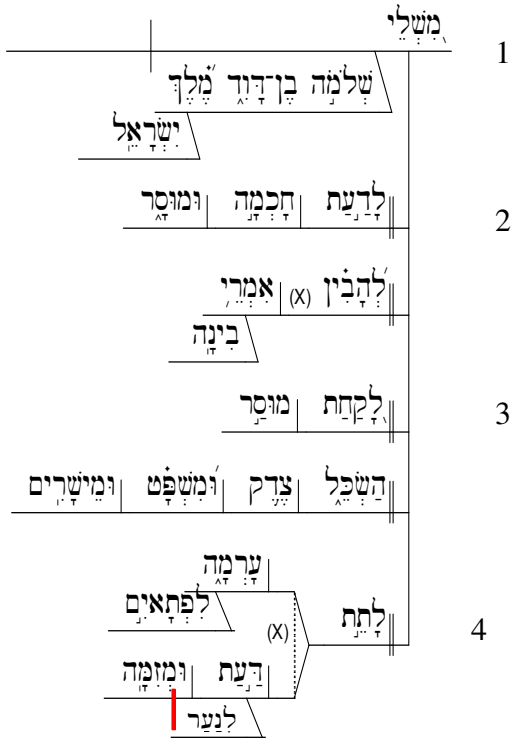 מִ֭שְׁלֵי 1
שְׁלֹמֹ֣ה בֶן־דָּוִ֑ד מֶ֝֗לֶךְ
יִשְׂרָאֵֽל
לָדַ֣עַת חָכְמָ֣ה וּמוּסָ֑ר 2
לְ֝הָבִ֗ין (X) אִמְרֵ֥י
בִינָֽה
לָ֭קַחַת מוּסַ֣ר 3
הַשְׂכֵּ֑ל צֶ֥דֶק וּ֝מִשְׁפָּ֗ט וּמֵישָׁרִֽים
עָרְמָ֑ה
לִפְתָאיִ֣ם
לָתֵ֣ת (X) 4
דַּ֣עַת וּמְזִמָּֽה
לְנַעַר